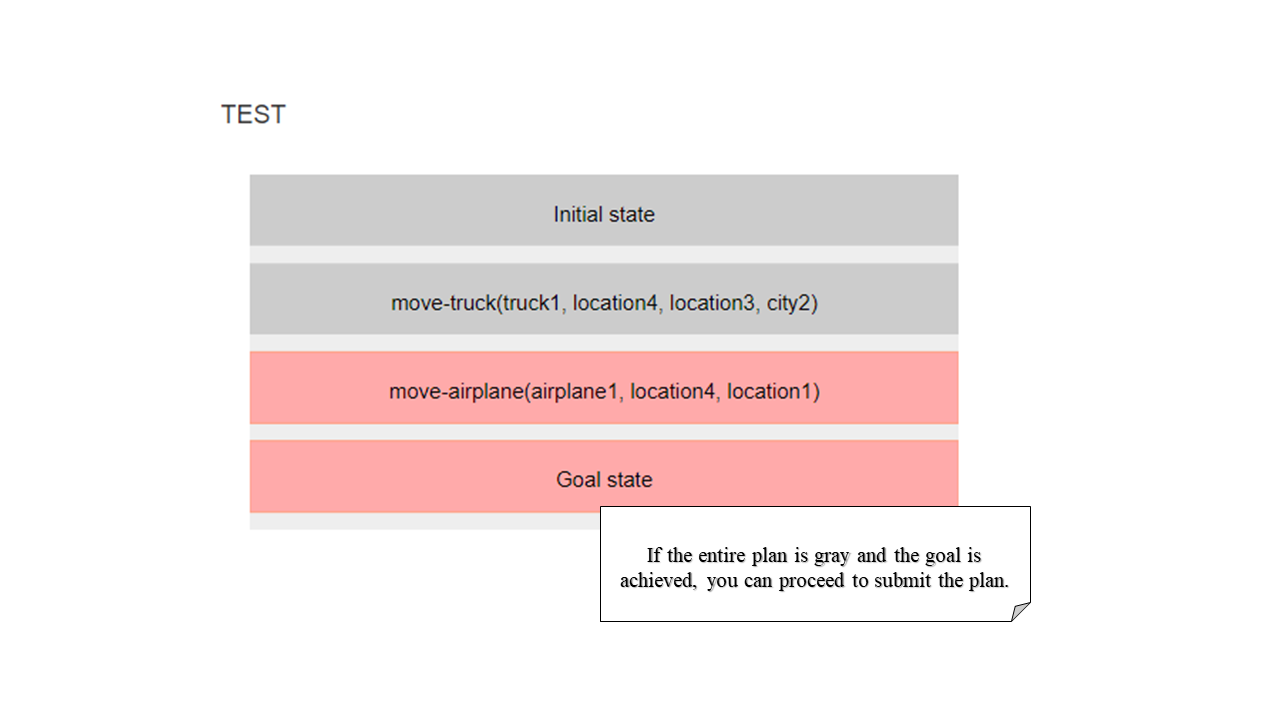 TEST
Initial state
move-truck(truck1, location4, location3, city2)
move-airplane(airplane1, location4, location1)
Goal state
If the entire plan is gray and the goal is
achieved, you can proceed to submit the plan.